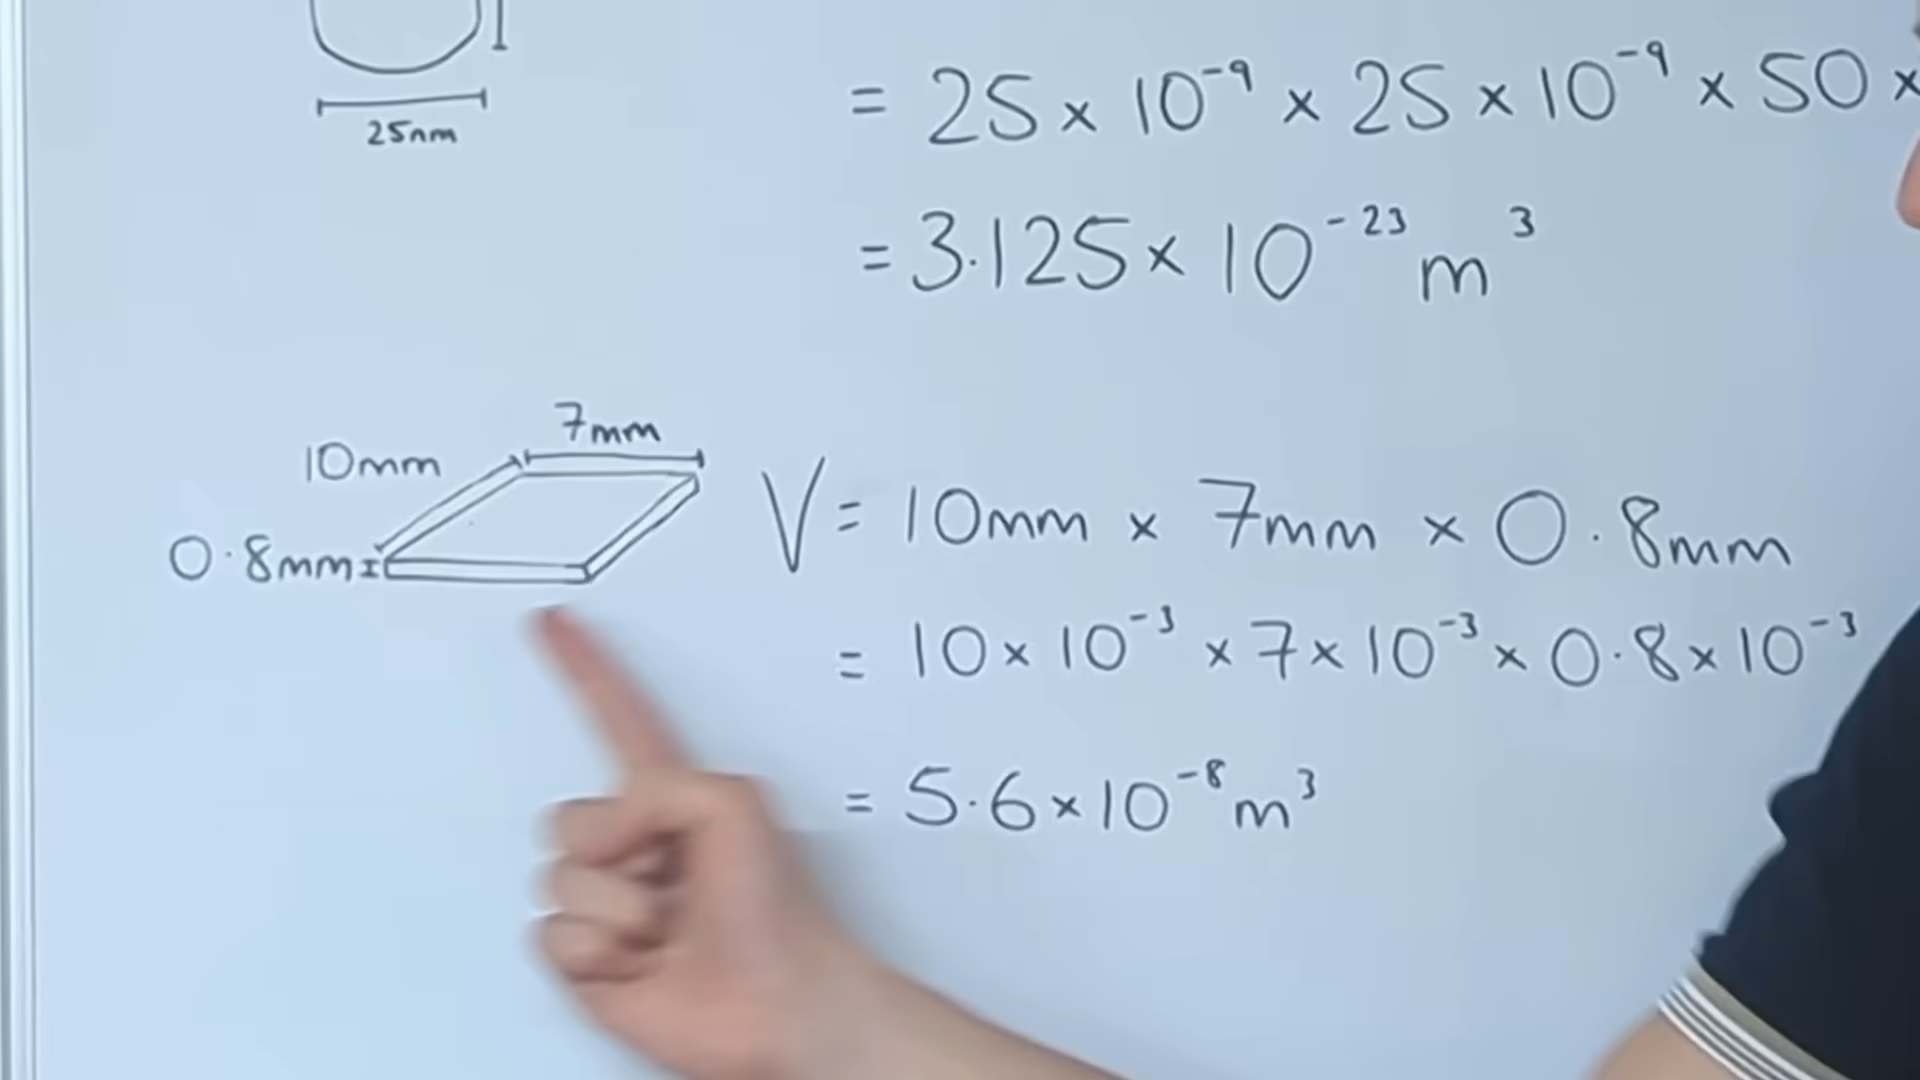 25nm
= 25 × 10⁻⁹ × 25 × 10⁻⁹ × 50 ×
= 3.125 × 10⁻²³ m³
7mm
10mm
0.8mm
V = 10mm × 7mm × 0.8mm
= 10 × 10⁻³ × 7 × 10⁻³ × 0.8 × 10⁻³
= 5.6 × 10⁻⁸ m³